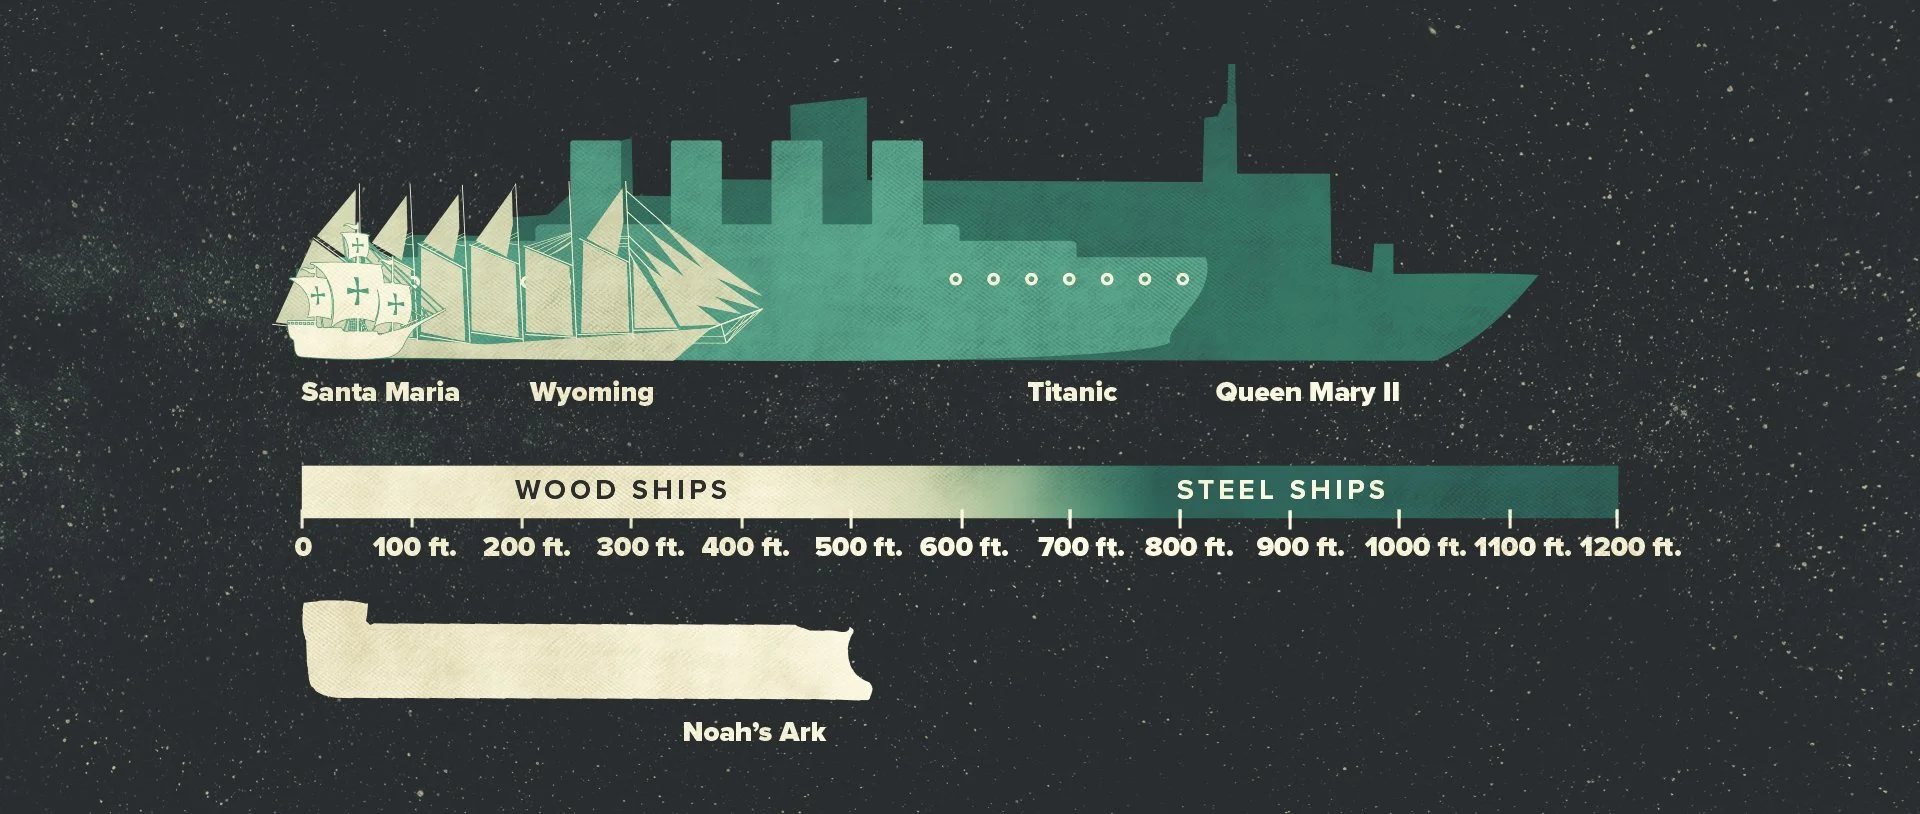 Santa Maria Wyoming Titanic Queen Mary II
WOOD SHIPS STEEL SHIPS
0 100 ft. 200 ft. 300 ft. 400 ft. 500 ft. 600 ft. 700 ft. 800 ft. 900 ft. 1000 ft. 1100 ft. 1200 ft.
Noah’s Ark